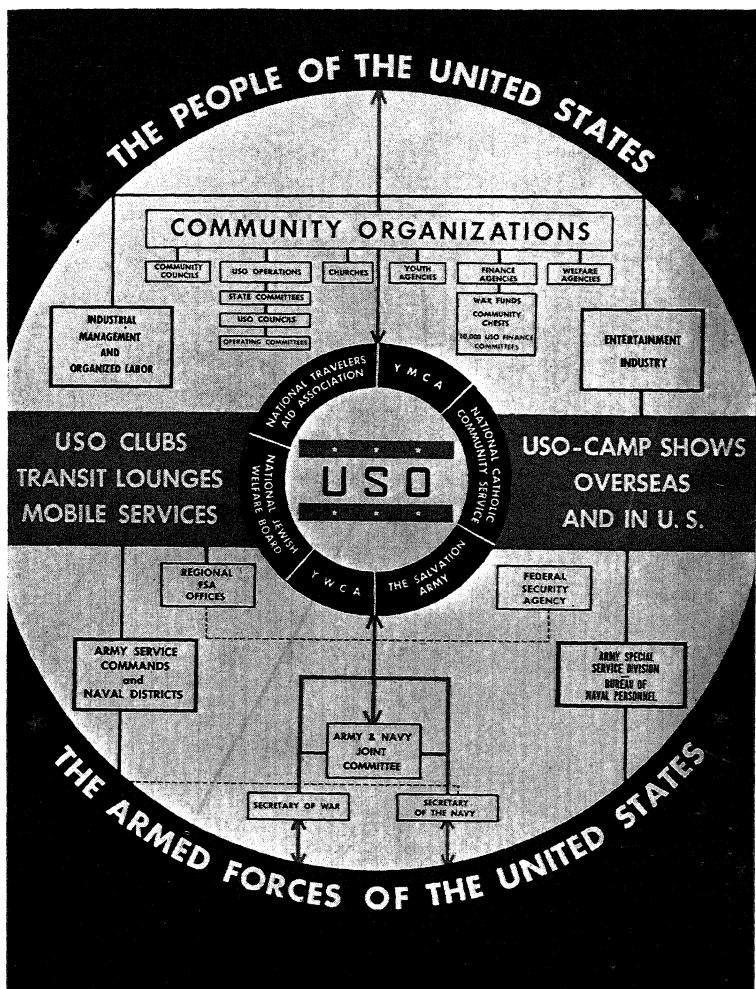 THE PEOPLE OF THE UNITED STATES
COMMUNITY ORGANIZATIONS
COMMUNITY
COUNCILS
USO OPERATIONS
STATE COMMITTEES
USO COUNCILS
OPERATING COMMITTEES
CHURCHES
YOUTH
AGENCIES
FINANCE
AGENCIES
WAR FUNDS
COMMUNITY
CHESTS
10,000 USO FINANCE
COMMITTEES
WELFARE
AGENCIES
INDUSTRIAL
MANAGEMENT
AND
ORGANIZED LABOR
ENTERTAINMENT
INDUSTRY
NATIONAL TRAVELERS
AID ASSOCIATION
YMCA
NATIONAL CATHOLIC
COMMUNITY SERVICE
THE SALVATION
ARMY
YWCA
NATIONAL JEWISH
WELFARE BOARD
USO
USO CLUBS
TRANSIT LOUNGES
MOBILE SERVICES
USO-CAMP SHOWS
OVERSEAS
AND IN U. S.
REGIONAL
FSA
OFFICES
FEDERAL
SECURITY
AGENCY
ARMY SERVICE
COMMANDS
and
NAVAL DISTRICTS
ARMY SPECIAL
SERVICE DIVISION
BUREAU OF
NAVAL PERSONNEL
ARMY & NAVY
JOINT
COMMITTEE
SECRETARY OF WAR
SECRETARY
OF THE NAVY
THE ARMED FORCES OF THE UNITED STATES